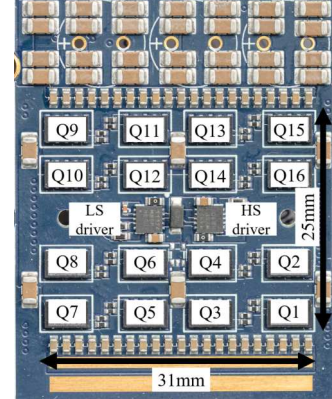 Q9 Q11 Q13 Q15
Q10 Q12 Q14 Q16
LS
driver
HS
driver
25mm
Q8 Q6 Q4 Q2
Q7 Q5 Q3 Q1
31mm